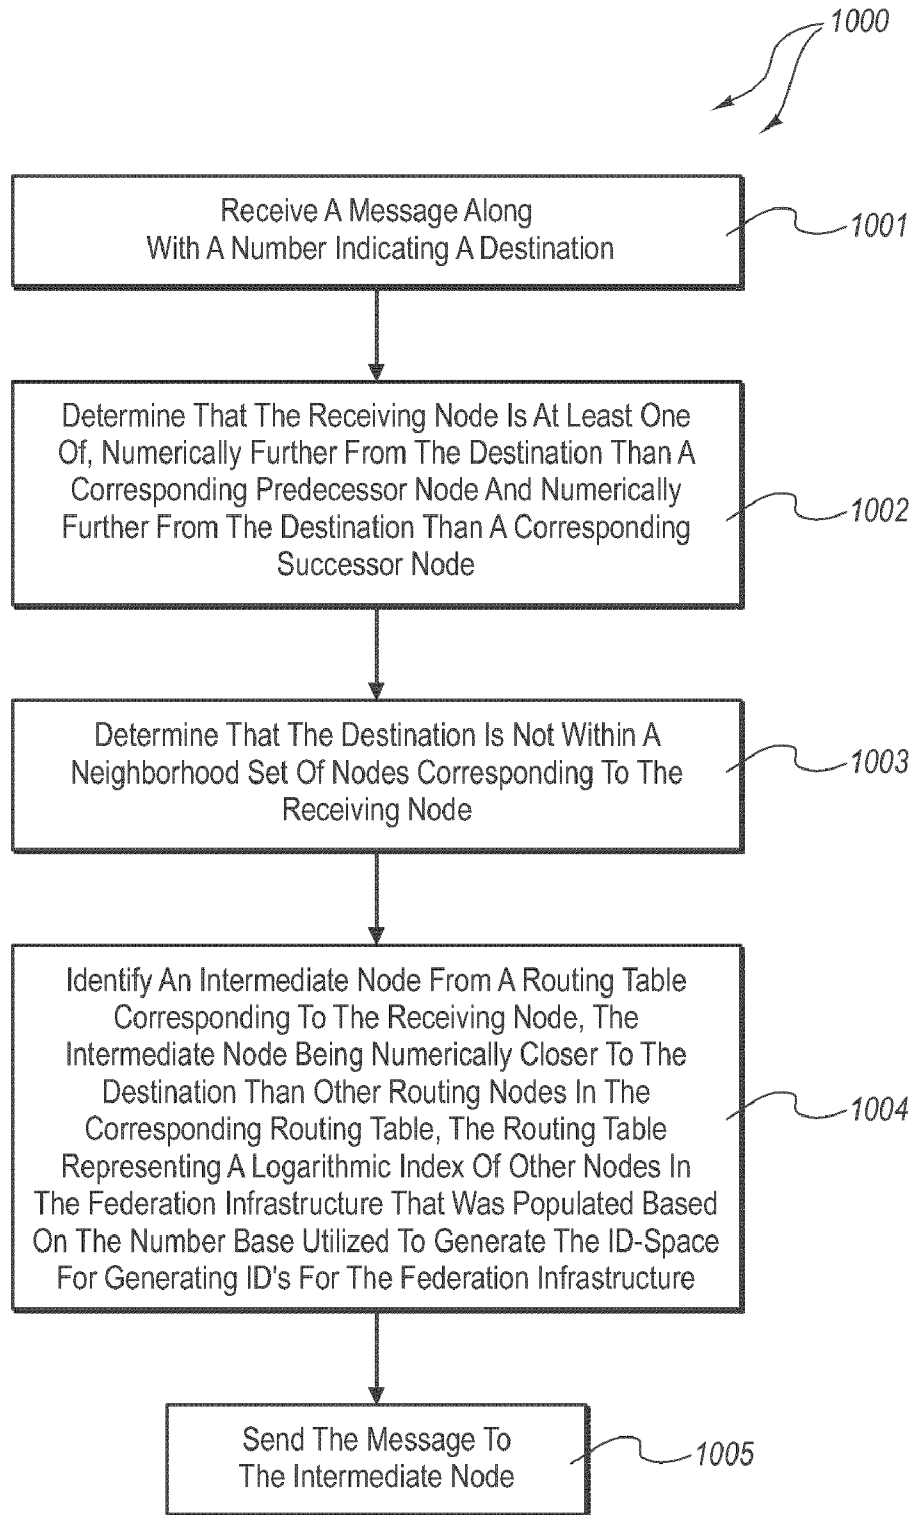 1000
Receive A Message Along
With A Number Indicating A Destination
1001
Determine That The Receiving Node Is At Least One
Of, Numerically Further From The Destination Than A
Corresponding Predecessor Node And Numerically
Further From The Destination Than A Corresponding
Successor Node
1002
Determine That The Destination Is Not Within A
Neighborhood Set Of Nodes Corresponding To The
Receiving Node
1003
Identify An Intermediate Node From A Routing Table
Corresponding To The Receiving Node, The
Intermediate Node Being Numerically Closer To The
Destination Than Other Routing Nodes In The
Corresponding Routing Table, The Routing Table
Representing A Logarithmic Index Of Other Nodes In
The Federation Infrastructure That Was Populated Based
On The Number Base Utilized To Generate The ID-Space
For Generating ID's For The Federation Infrastructure
1004
Send The Message To
The Intermediate Node
1005